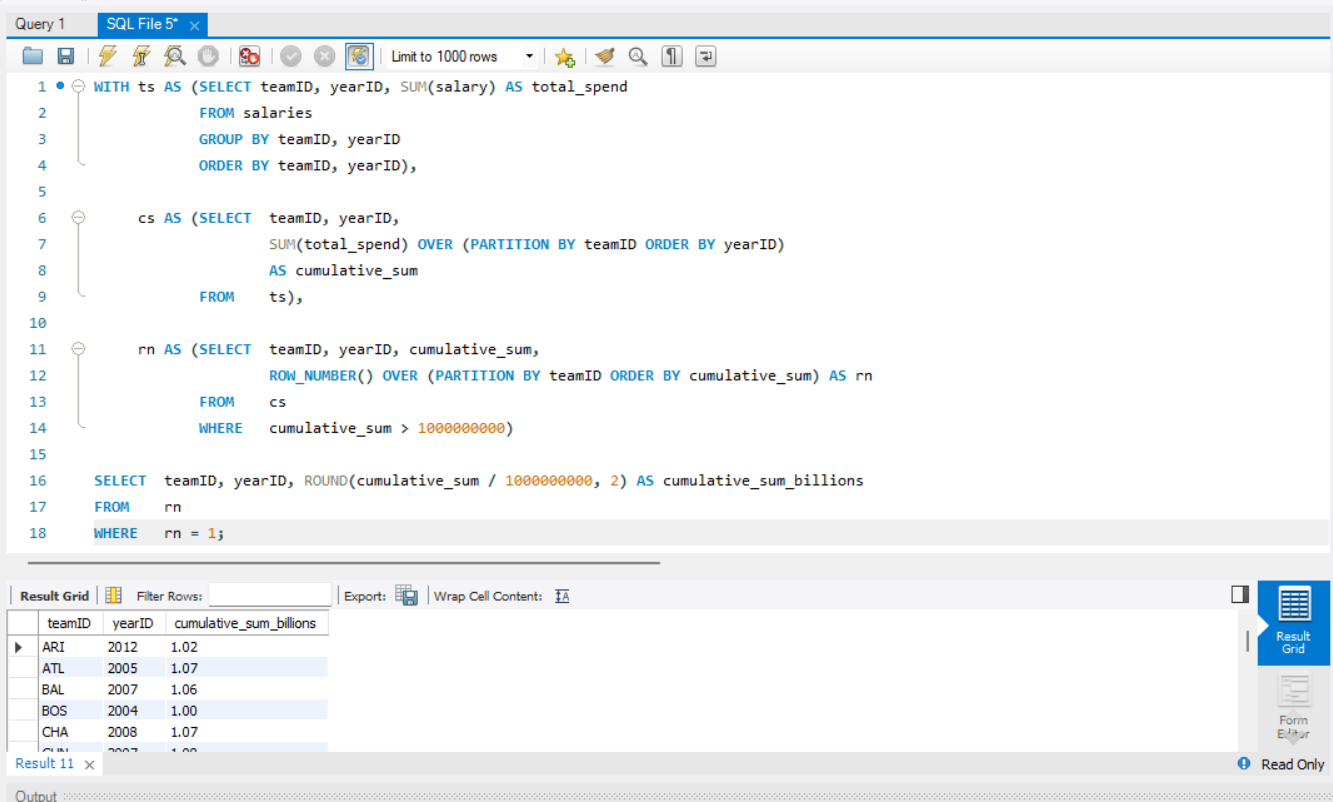 Query 1 SQL File 5* ×
Limit to 1000 rows
1 WITH ts AS (SELECT teamID, yearID, SUM(salary) AS total_spend
2 FROM salaries
3 GROUP BY teamID, yearID
4 ORDER BY teamID, yearID),
5
6 cs AS (SELECT teamID, yearID,
7 SUM(total_spend) OVER (PARTITION BY teamID ORDER BY yearID)
8 AS cumulative_sum
9 FROM ts),
10
11 rn AS (SELECT teamID, yearID, cumulative_sum,
12 ROW_NUMBER() OVER (PARTITION BY teamID ORDER BY cumulative_sum) AS rn
13 FROM cs
14 WHERE cumulative_sum > 1000000000)
15
16 SELECT teamID, yearID, ROUND(cumulative_sum / 1000000000, 2) AS cumulative_sum_billions
17 FROM rn
18 WHERE rn = 1;
Result Grid Filter Rows: Export: Wrap Cell Content:
teamID yearID cumulative_sum_billions
ARI 2012 1.02
ATL 2005 1.07
BAL 2007 1.06
BOS 2004 1.00
CHA 2008 1.07
Result
Grid
Form
Editor
Result 11 × Read Only
Output